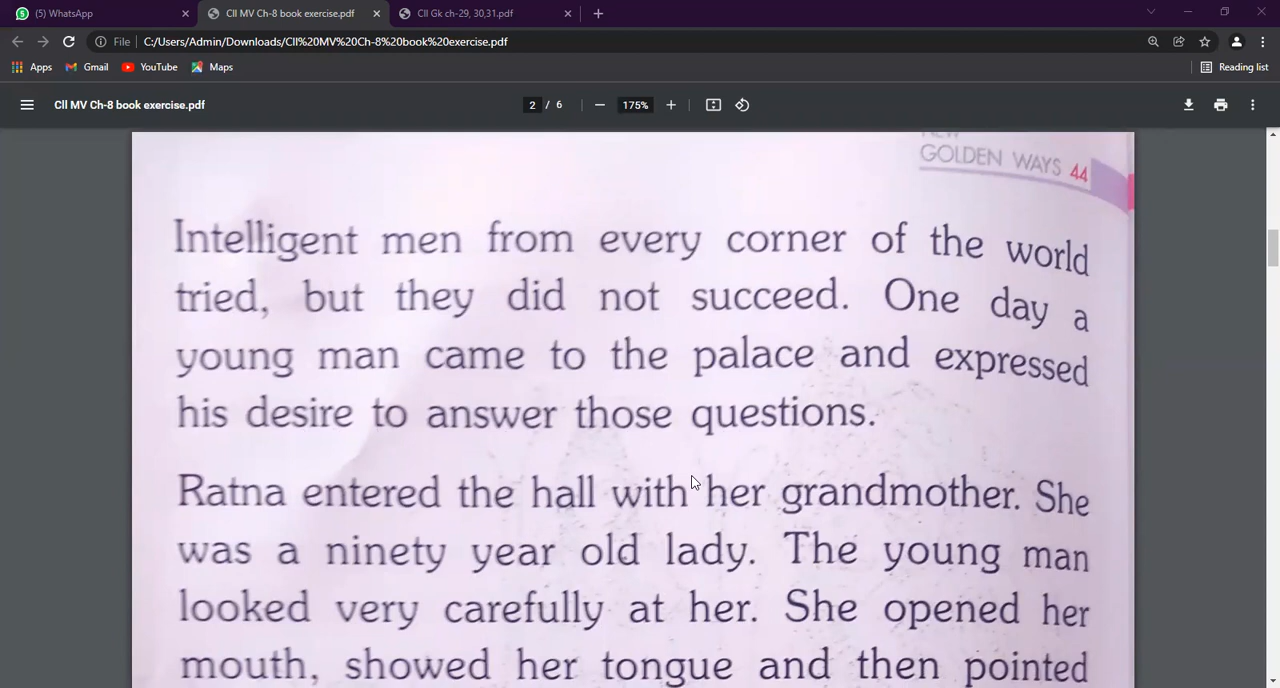 (5) WhatsApp
Cll MV Ch-8 book exercise.pdf
Cll Gk ch-29, 30,31.pdf
File
C:/Users/Admin/Downloads/Cll%20MV%20Ch-8%20book%20exercise.pdf
Apps
Gmail
YouTube
Maps
Reading list
Cll MV Ch-8 book exercise.pdf
2 / 6
175%
NEW
GOLDEN WAYS 44
Intelligent men from every corner of the world
tried, but they did not succeed. One day a
young man came to the palace and expressed
his desire to answer those questions.
Ratna entered the hall with her grandmother. She
was a ninety year old lady. The young man
looked very carefully at her. She opened her
mouth, showed her tongue and then pointed